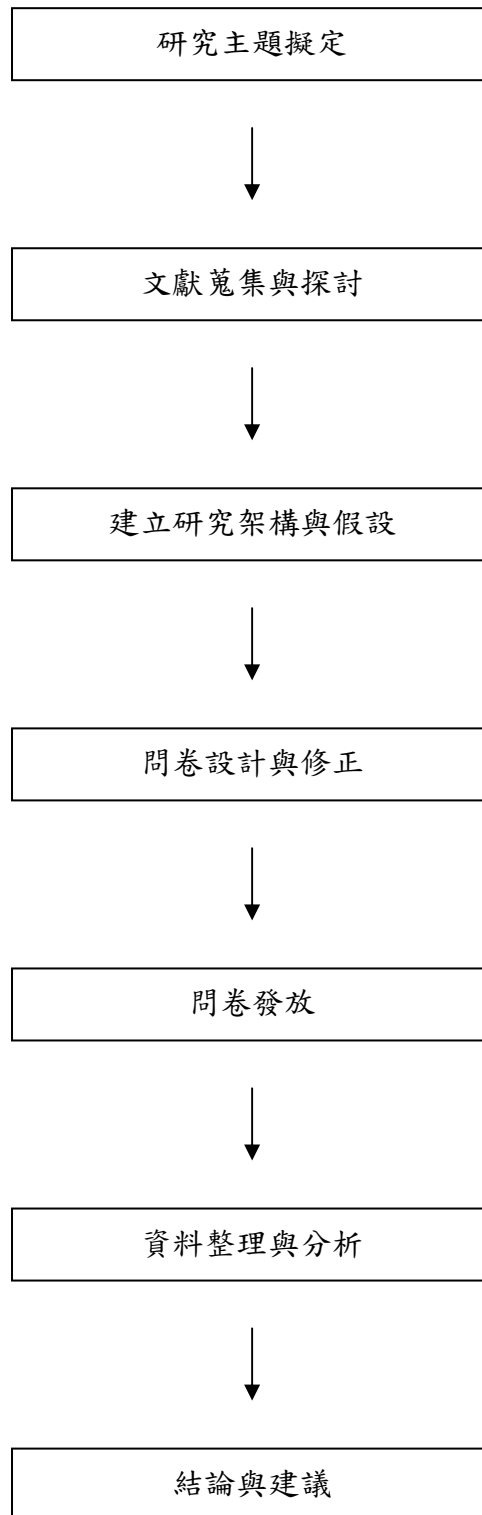 研究主題擬定
文獻蒐集與探討
建立研究架構與假設
問卷設計與修正
問卷發放
資料整理與分析
結論與建議